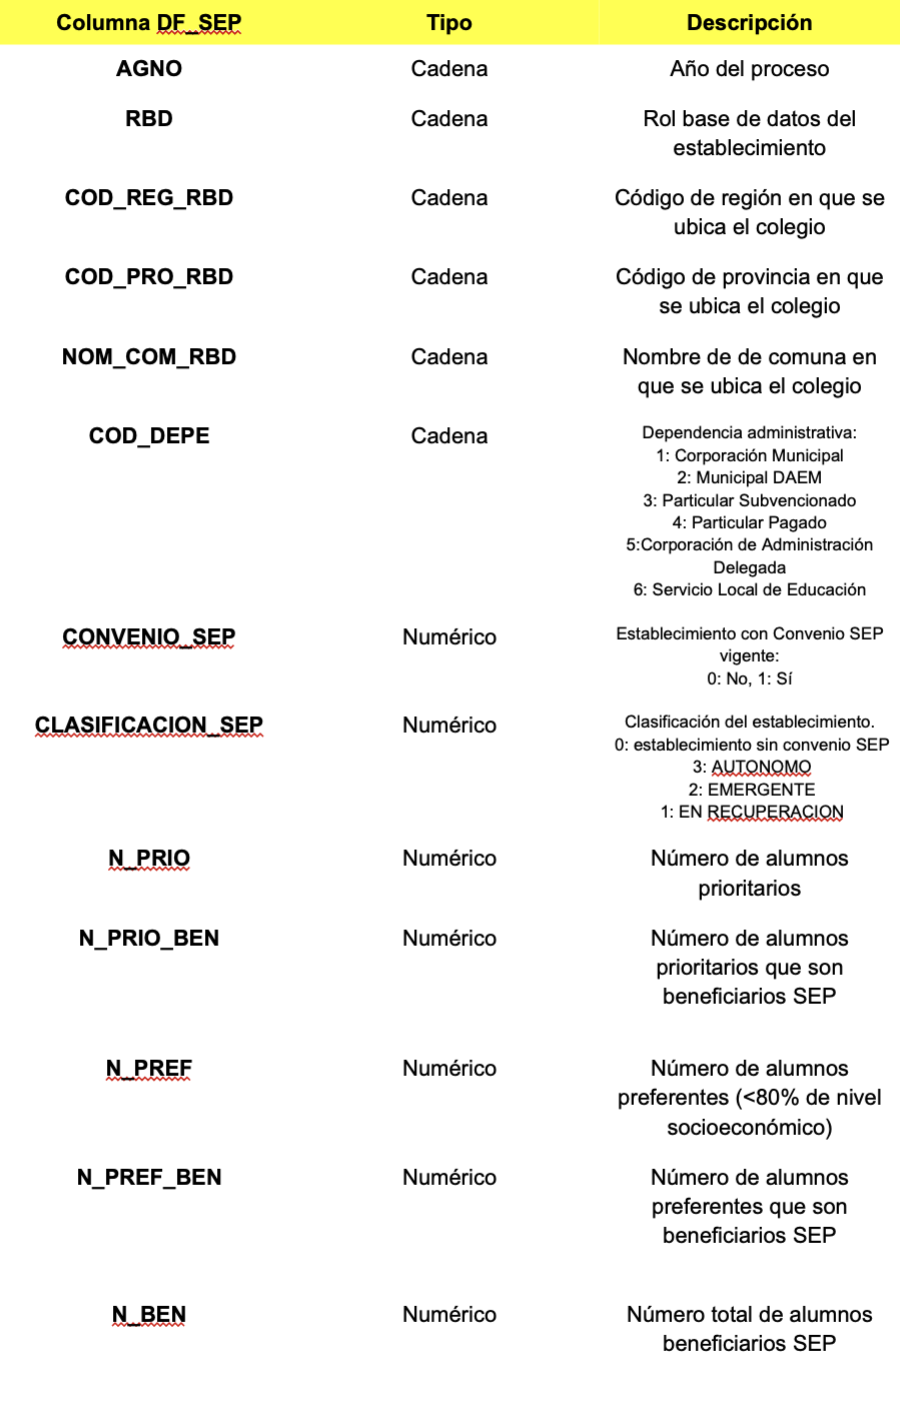 Columna DF_SEP Tipo Descripción
AGNO Cadena Año del proceso
RBD Cadena Rol base de datos del
establecimiento
COD_REG_RBD Cadena Código de región en que se
ubica el colegio
COD_PRO_RBD Cadena Código de provincia en que
se ubica el colegio
NOM_COM_RBD Cadena Nombre de de comuna en
que se ubica el colegio
COD_DEPE Cadena Dependencia administrativa:
1: Corporación Municipal
2: Municipal DAEM
3: Particular Subvencionado
4: Particular Pagado
5:Corporación de Administración
Delegada
6: Servicio Local de Educación
CONVENIO_SEP Numérico Establecimiento con Convenio SEP
vigente:
0: No, 1: Sí
CLASIFICACION_SEP Numérico Clasificación del establecimiento.
0: establecimiento sin convenio SEP
3: AUTONOMO
2: EMERGENTE
1: EN RECUPERACION
N_PRIO Numérico Número de alumnos
prioritarios
N_PRIO_BEN Numérico Número de alumnos
prioritarios que son
beneficiarios SEP
N_PREF Numérico Número de alumnos
preferentes (<80% de nivel
socioeconómico)
N_PREF_BEN Numérico Número de alumnos
preferentes que son
beneficiarios SEP
N_BEN Numérico Número total de alumnos
beneficiarios SEP